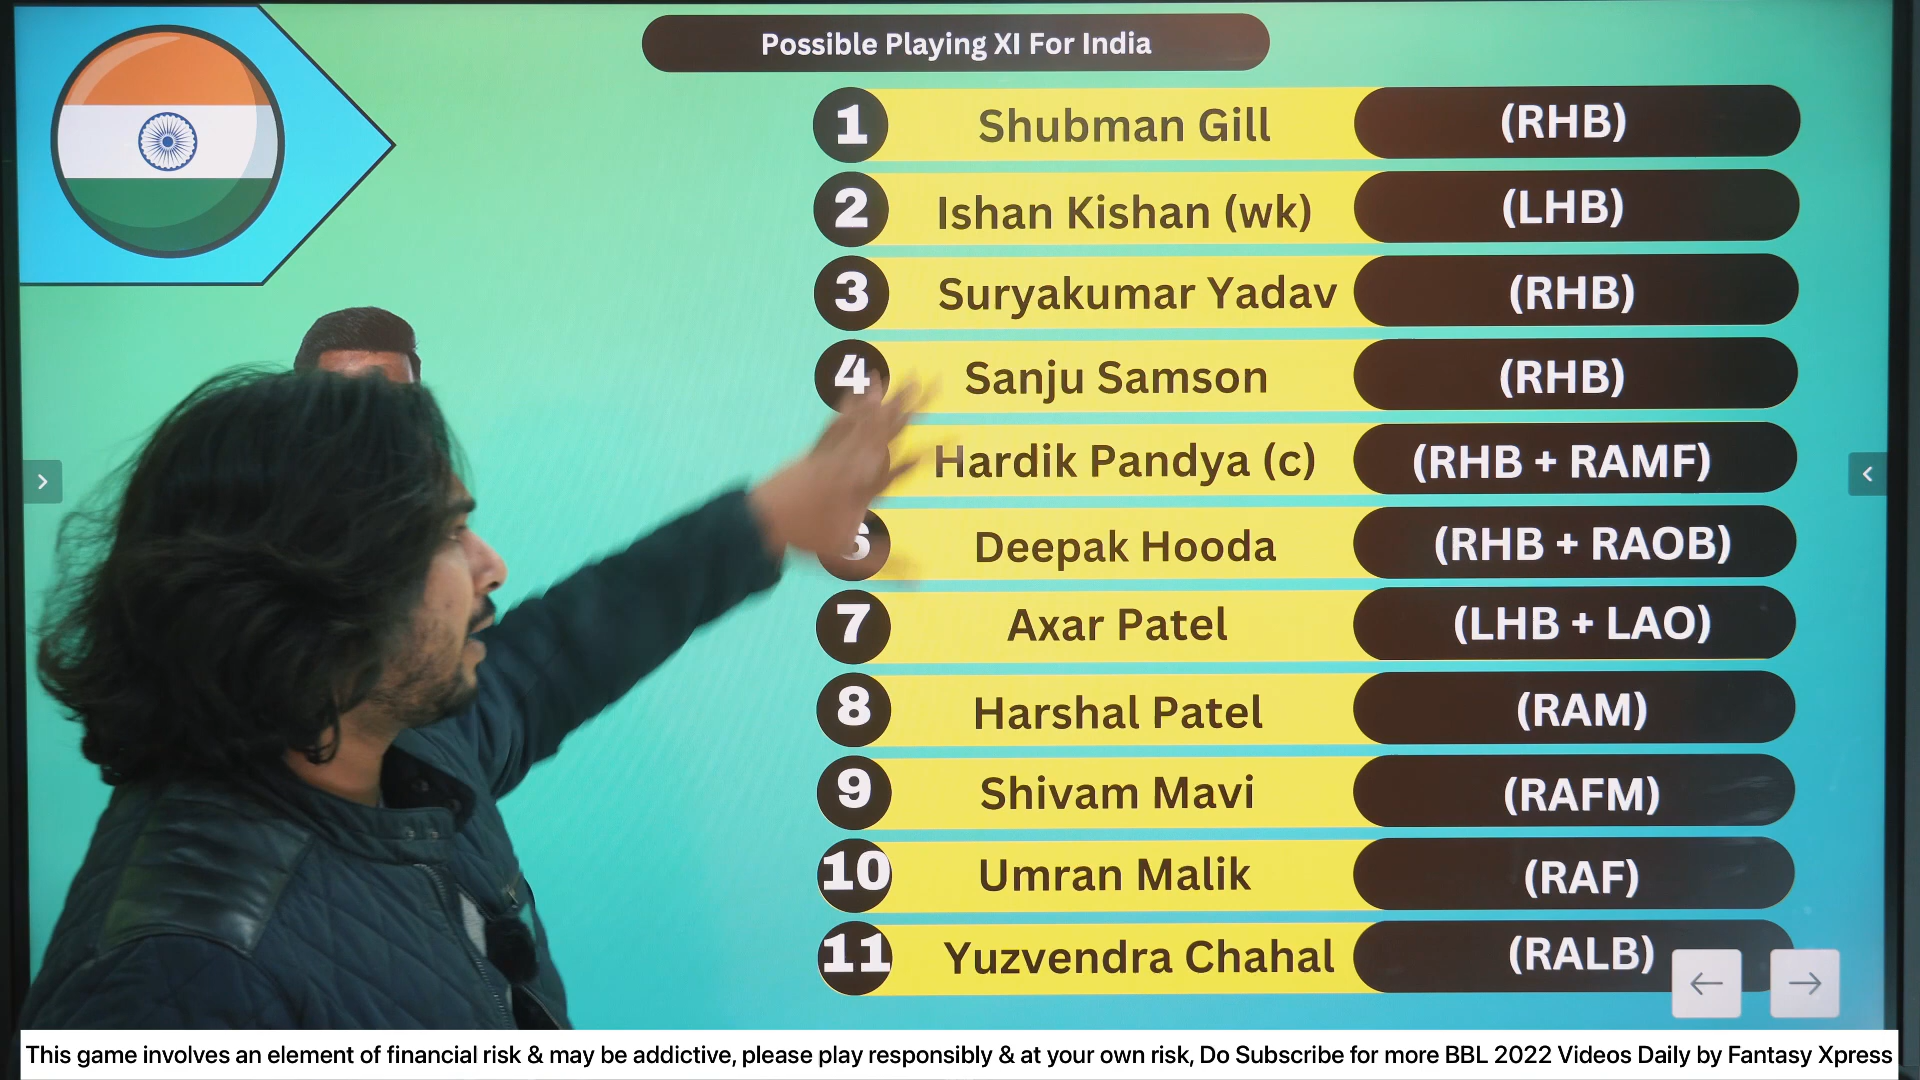 Possible Playing XI For India
1 Shubman Gill (RHB)
2 Ishan Kishan (wk) (LHB)
3 Suryakumar Yadav (RHB)
4 Sanju Samson (RHB)
Hardik Pandya (c) (RHB + RAMF)
6 Deepak Hooda (RHB + RAOB)
7 Axar Patel (LHB + LAO)
8 Harshal Patel (RAM)
9 Shivam Mavi (RAFM)
10 Umran Malik (RAF)
11 Yuzvendra Chahal (RALB)
This game involves an element of financial risk & may be addictive, please play responsibly & at your own risk, Do Subscribe for more BBL 2022 Videos Daily by Fantasy Xpress